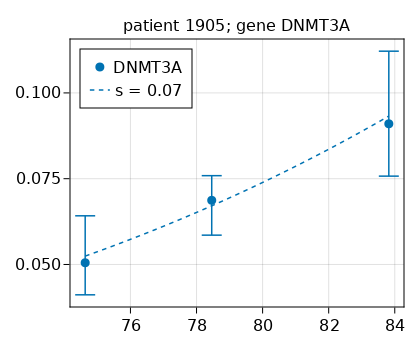 patient 1905; gene DNMT3A
DNMT3A
s = 0.07
0.100
0.075
0.050
76 78 80 82 84